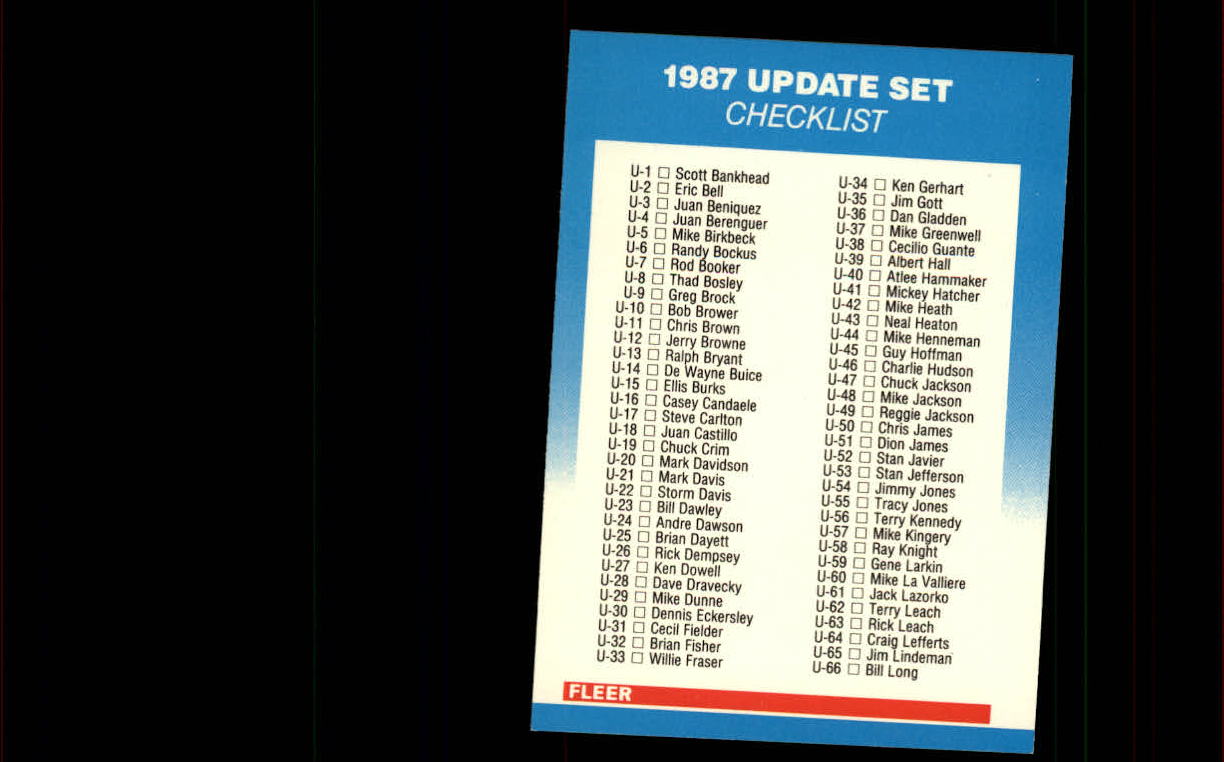 1987 UPDATE SET
CHECKLIST
U-1 □ Scott Bankhead
U-2 □ Eric Bell
U-3 □ Juan Beniquez
U-4 □ Juan Berenguer
U-5 □ Mike Birkbeck
U-6 □ Randy Bockus
U-7 □ Rod Booker
U-8 □ Thad Bosley
U-9 □ Greg Brock
U-10 □ Bob Brower
U-11 □ Chris Brown
U-12 □ Jerry Browne
U-13 □ Ralph Bryant
U-14 □ De Wayne Buice
U-15 □ Ellis Burks
U-16 □ Casey Candaele
U-17 □ Steve Carlton
U-18 □ Juan Castillo
U-19 □ Chuck Crim
U-20 □ Mark Davidson
U-21 □ Mark Davis
U-22 □ Storm Davis
U-23 □ Bill Dawley
U-24 □ Andre Dawson
U-25 □ Brian Dayett
U-26 □ Rick Dempsey
U-27 □ Ken Dowell
U-28 □ Dave Dravecky
U-29 □ Mike Dunne
U-30 □ Dennis Eckersley
U-31 □ Cecil Fielder
U-32 □ Brian Fisher
U-33 □ Willie Fraser
U-34 □ Ken Gerhart
U-35 □ Jim Gott
U-36 □ Dan Gladden
U-37 □ Mike Greenwell
U-38 □ Cecilio Guante
U-39 □ Albert Hall
U-40 □ Atlee Hammaker
U-41 □ Mickey Hatcher
U-42 □ Mike Heath
U-43 □ Neal Heaton
U-44 □ Mike Henneman
U-45 □ Guy Hoffman
U-46 □ Charlie Hudson
U-47 □ Chuck Jackson
U-48 □ Mike Jackson
U-49 □ Reggie Jackson
U-50 □ Chris James
U-51 □ Dion James
U-52 □ Stan Javier
U-53 □ Stan Jefferson
U-54 □ Jimmy Jones
U-55 □ Tracy Jones
U-56 □ Terry Kennedy
U-57 □ Mike Kingery
U-58 □ Ray Knight
U-59 □ Gene Larkin
U-60 □ Mike La Valliere
U-61 □ Jack Lazorko
U-62 □ Terry Leach
U-63 □ Rick Leach
U-64 □ Craig Lefferts
U-65 □ Jim Lindeman
U-66 □ Bill Long
FLEER